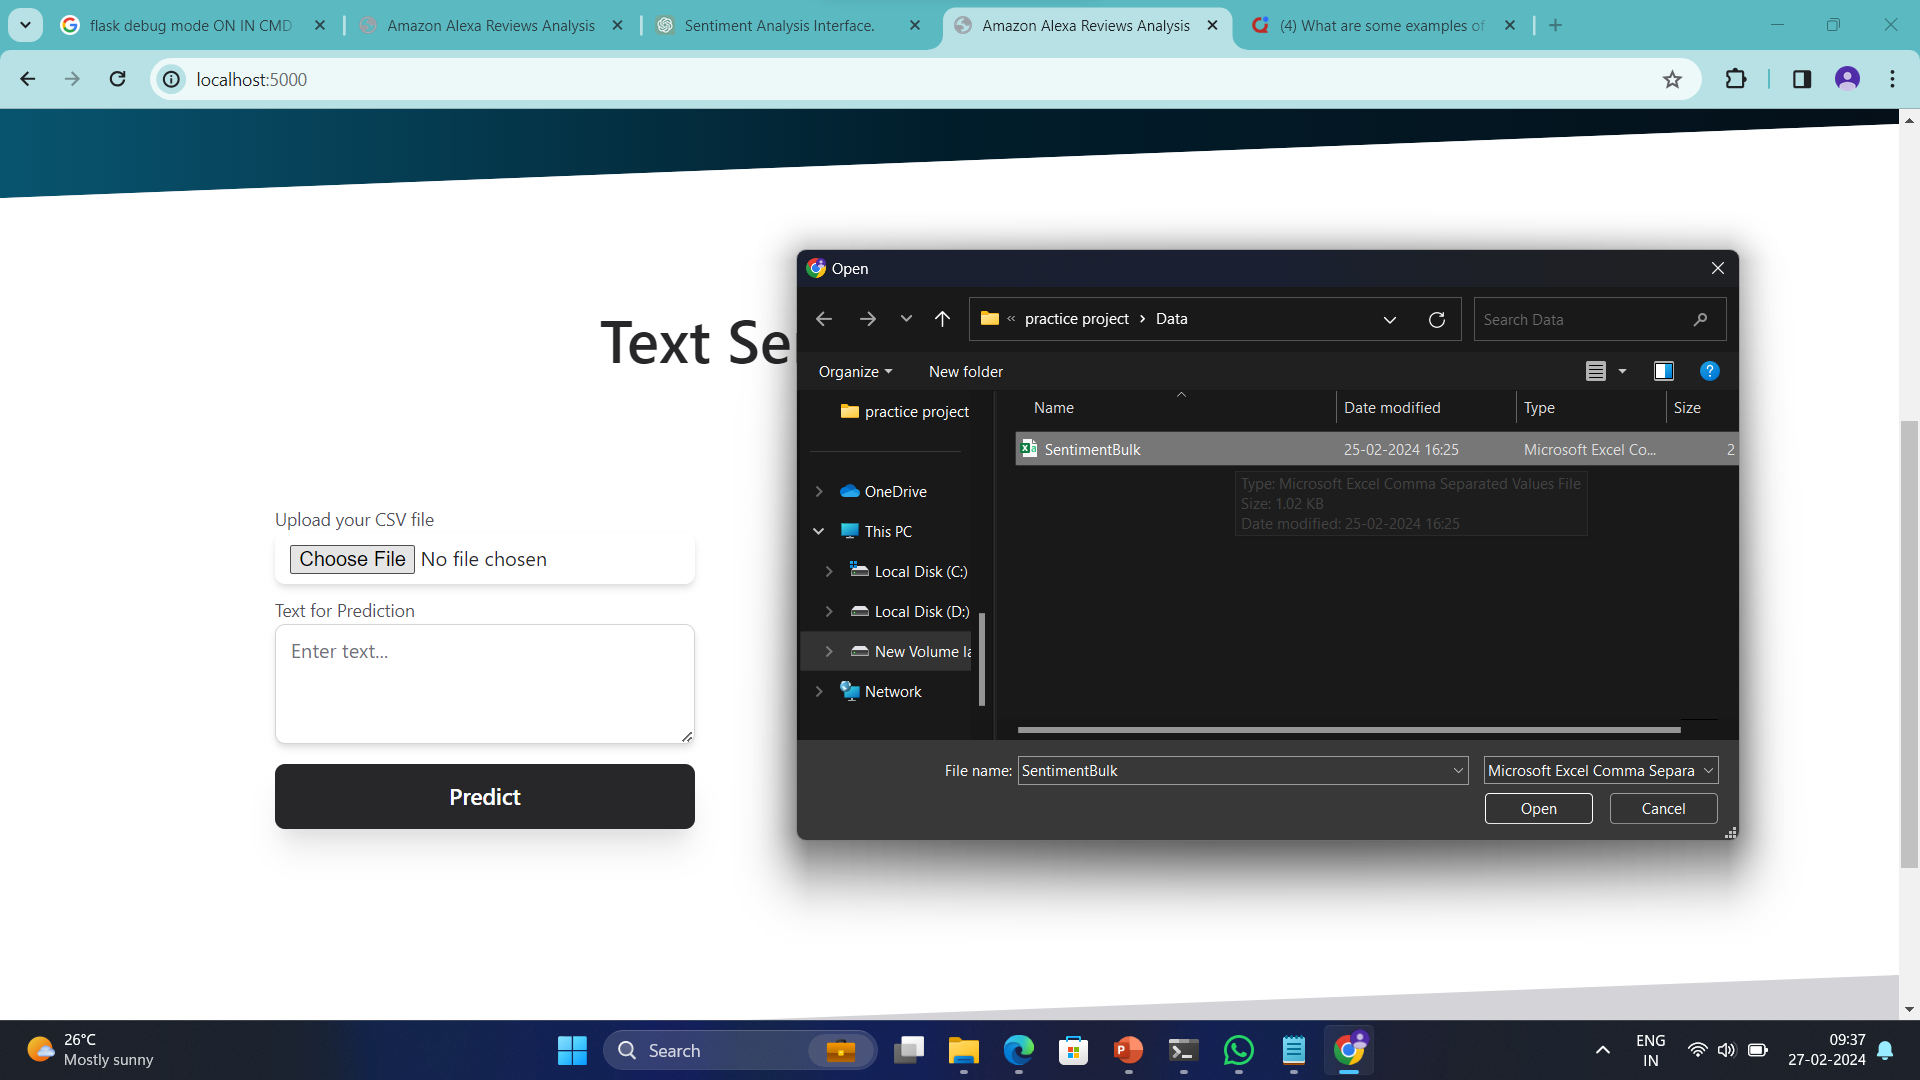 flask debug mode ON IN CMD
Amazon Alexa Reviews Analysis
Sentiment Analysis Interface.
Amazon Alexa Reviews Analysis
(4) What are some examples of
localhost:5000
Text Se
Upload your CSV file
Choose File No file chosen
Text for Prediction
Enter text...
Predict
Open
practice project > Data
Search Data
Organize
New folder
practice project
OneDrive
This PC
Local Disk (C:)
Local Disk (D:)
New Volume la
Network
Name Date modified Type Size
SentimentBulk 25-02-2024 16:25 Microsoft Excel Co... 2
Type: Microsoft Excel Comma Separated Values File
Size: 1.02 KB
Date modified: 25-02-2024 16:25
File name: SentimentBulk
Microsoft Excel Comma Separa
Open
Cancel
26°C
Mostly sunny
Search
ENG
IN
09:37
27-02-2024